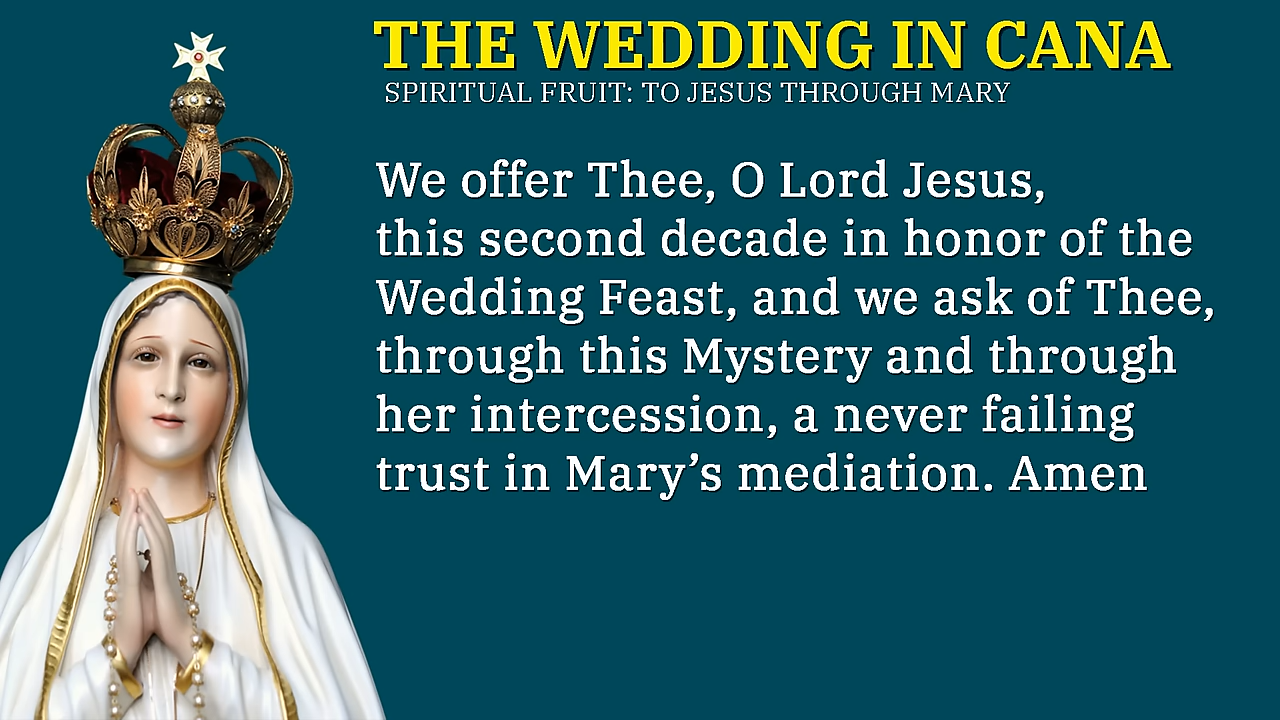 THE WEDDING IN CANA
SPIRITUAL FRUIT: TO JESUS THROUGH MARY
We offer Thee, O Lord Jesus,
this second decade in honor of the
Wedding Feast, and we ask of Thee,
through this Mystery and through
her intercession, a never failing
trust in Mary’s mediation. Amen